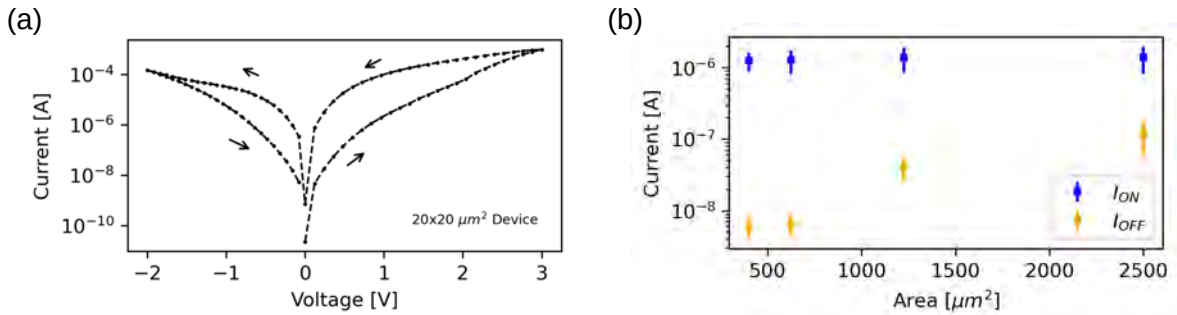 (a)
Current [A]
10⁻⁴
10⁻⁶
10⁻⁸
10⁻¹⁰
20x20 μm² Device
−2
−1
0
1
2
3
Voltage [V]
(b)
Current [A]
10⁻⁶
10⁻⁷
10⁻⁸
I_ON
I_OFF
500
1000
1500
2000
2500
Area [μm²]